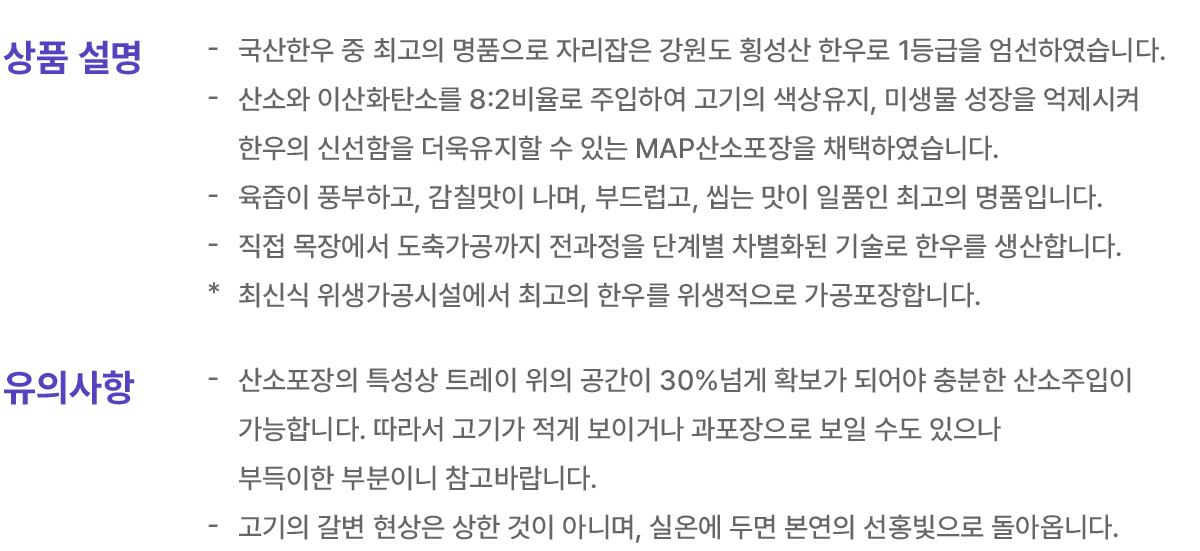 상품 설명
- 국산한우 중 최고의 명품으로 자리잡은 강원도 횡성산 한우로 1등급을 엄선하였습니다.
- 산소와 이산화탄소를 8:2비율로 주입하여 고기의 색상유지, 미생물 성장을 억제시켜
한우의 신선함을 더욱유지할 수 있는 MAP산소포장을 채택하였습니다.
- 육즙이 풍부하고, 감칠맛이 나며, 부드럽고, 씹는 맛이 일품인 최고의 명품입니다.
- 직접 목장에서 도축가공까지 전과정을 단계별 차별화된 기술로 한우를 생산합니다.
* 최신식 위생가공시설에서 최고의 한우를 위생적으로 가공포장합니다.
유의사항
- 산소포장의 특성상 트레이 위의 공간이 30%넘게 확보가 되어야 충분한 산소주입이
가능합니다. 따라서 고기가 적게 보이거나 과포장으로 보일 수도 있으나
부득이한 부분이니 참고바랍니다.
- 고기의 갈변 현상은 상한 것이 아니며, 실온에 두면 본연의 선홍빛으로 돌아옵니다.